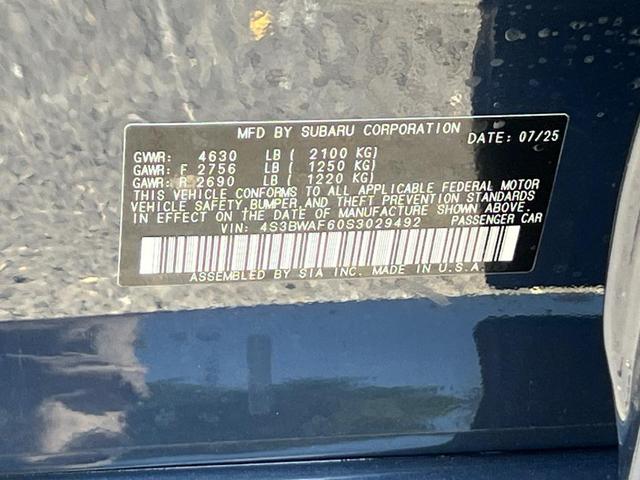 MFD BY SUBARU CORPORATION DATE: 07/25
GVWR: 4630 LB ( 2100 KG)
GAWR: F 2756 LB ( 1250 KG)
GAWR: R 2690 LB ( 1220 KG)
THIS VEHICLE CONFORMS TO ALL APPLICABLE FEDERAL MOTOR
VEHICLE SAFETY,BUMPER,AND THEFT PREVENTION STANDARDS
IN EFFECT ON THE DATE OF MANUFACTURE SHOWN ABOVE.
VIN: 4S3BWAF60S3029492 PASSENGER CAR
ASSEMBLED BY SIA INC. MADE IN U.S.A.